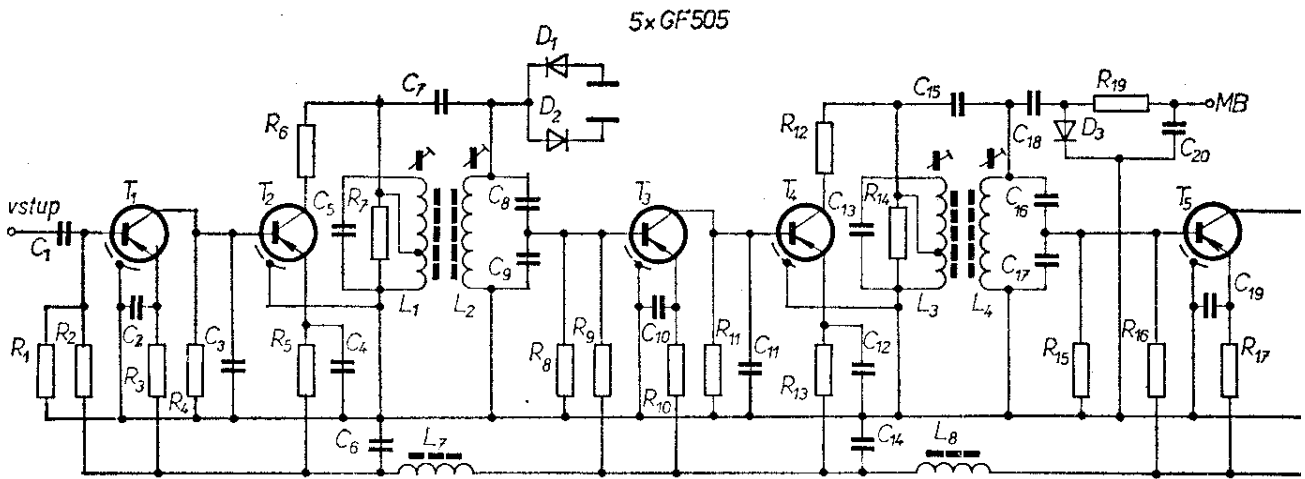 5xGF505
D1
C7
D2
C15
R19
MB
R6
R12
C18
D3
C20
T1
T2
C5
R7
C8
T3
T4
C13
R14
C16
T5
vstup
C1
C9
C17
L1
L2
L3
L4
C19
R1
R2
C2
R3
R4
C3
R5
C4
R8
R9
C10
R10
R11
C11
R13
C12
R15
R16
R17
C6
L7
C14
L8